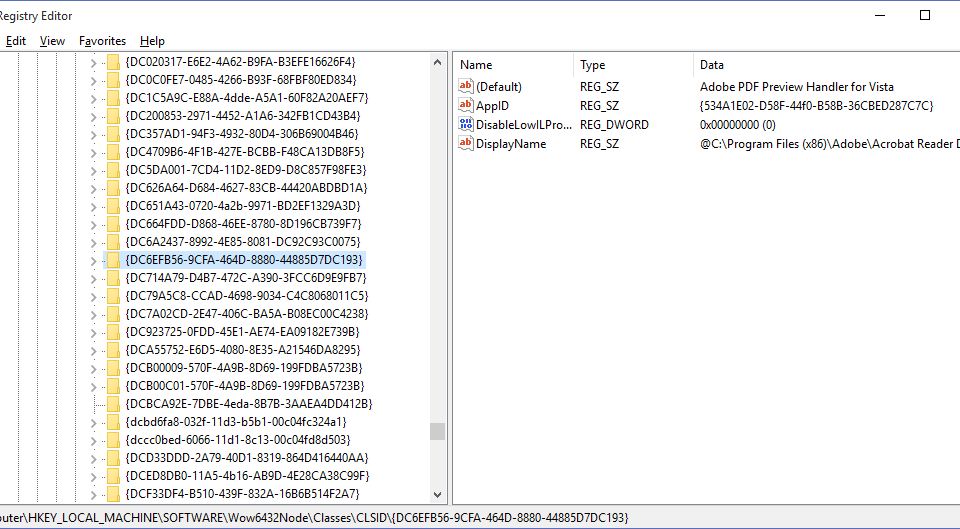 Registry Editor
Edit View Favorites Help
{DC020317-E6E2-4A62-B9FA-B3EFE16626F4}
{DC0C0FE7-0485-4266-B93F-68FBF80ED834}
{DC1C5A9C-E88A-4dde-A5A1-60F82A20AEF7}
{DC200853-2971-4452-A1A6-342FB1CD43B4}
{DC357AD1-94F3-4932-80D4-306B69004B46}
{DC4709B6-4F1B-427E-BCBB-F48CA13DB8F5}
{DC5DA001-7CD4-11D2-8ED9-D8C857F98FE3}
{DC626A64-D684-4627-83CB-44420ABDBD1A}
{DC651A43-0720-4a2b-9971-BD2EF1329A3D}
{DC664FDD-D868-46EE-8780-8D196CB739F7}
{DC6A2437-8992-4E85-8081-DC92C93C0075}
{DC6EFB56-9CFA-464D-8880-44885D7DC193}
{DC714A79-D4B7-472C-A390-3FCC6D9E9FB7}
{DC79A5C8-CCAD-4698-9034-C4C8068011C5}
{DC7A02CD-2E47-406C-BA5A-B08EC00C4238}
{DC923725-0FDD-45E1-AE74-EA09182E739B}
{DCA55752-E6D5-4080-8E35-A21546DA8295}
{DCB00009-570F-4A9B-8D69-199FDBA5723B}
{DCB00C01-570F-4A9B-8D69-199FDBA5723B}
{DCBCA92E-7DBE-4eda-8B7B-3AAEA4DD412B}
{dcbd6fa8-032f-11d3-b5b1-00c04fc324a1}
{dccc0bed-6066-11d1-8c13-00c04fd8d503}
{DCD33DDD-2A79-40D1-8319-864D416440AA}
{DCED8DB0-11A5-4b16-AB9D-4E28CA38C99F}
{DCF33DF4-B510-439F-832A-16B6B514F2A7}
Name Type Data
(Default) REG_SZ Adobe PDF Preview Handler for Vista
AppID REG_SZ {534A1E02-D58F-44f0-B58B-36CBED287C7C}
DisableLowILPro... REG_DWORD 0x00000000 (0)
DisplayName REG_SZ @C:\Program Files (x86)\Adobe\Acrobat Reader D
puter\HKEY_LOCAL_MACHINE\SOFTWARE\Wow6432Node\Classes\CLSID\{DC6EFB56-9CFA-464D-8880-44885D7DC193}